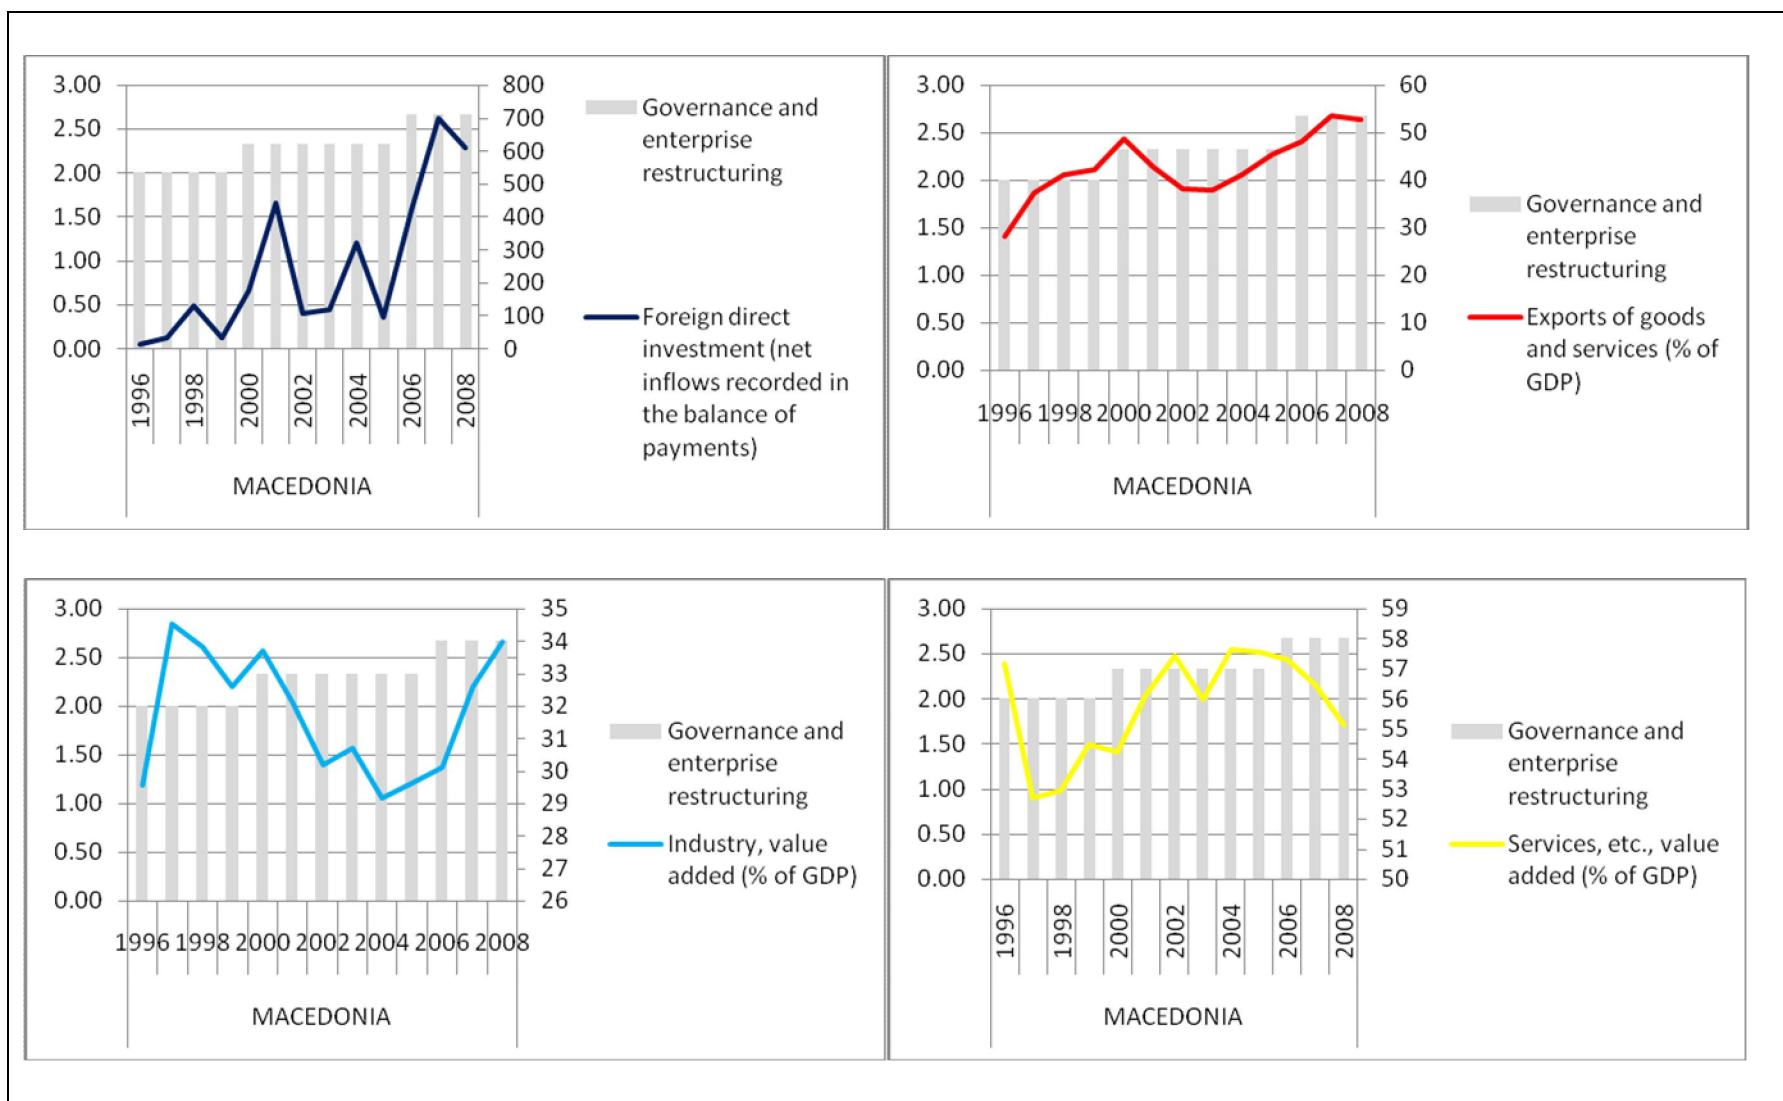 3.00
2.50
2.00
1.50
1.00
0.50
0.00
800
700
600
500
400
300
200
100
0
1996
1998
2000
2002
2004
2006
2008
MACEDONIA
Governance and
enterprise
restructuring
Foreign direct
investment (net
inflows recorded in
the balance of
payments)
3.00
2.50
2.00
1.50
1.00
0.50
0.00
60
50
40
30
20
10
0
1996 1998 2000 2002 2004 2006 2008
MACEDONIA
Governance and
enterprise
restructuring
Exports of goods
and services (% of
GDP)
3.00
2.50
2.00
1.50
1.00
0.50
0.00
35
34
33
32
31
30
29
28
27
26
1996 1998 2000 2002 2004 2006 2008
MACEDONIA
Governance and
enterprise
restructuring
Industry, value
added (% of GDP)
3.00
2.50
2.00
1.50
1.00
0.50
0.00
59
58
57
56
55
54
53
52
51
50
1996
1998
2000
2002
2004
2006
2008
MACEDONIA
Governance and
enterprise
restructuring
Services, etc., value
added (% of GDP)